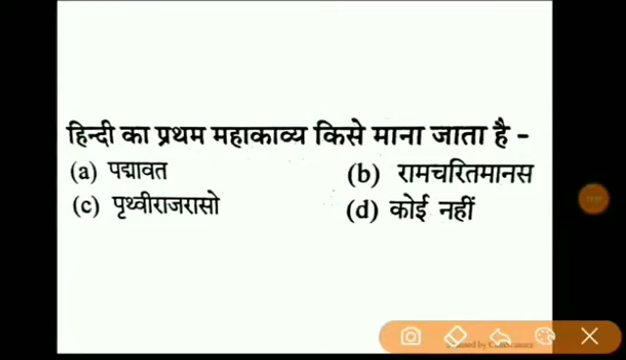 हिन्दी का प्रथम महाकाव्य किसे माना जाता है -
(a) पद्मावत (b) रामचरितमानस
(c) पृथ्वीराजरासो (d) कोई नहीं